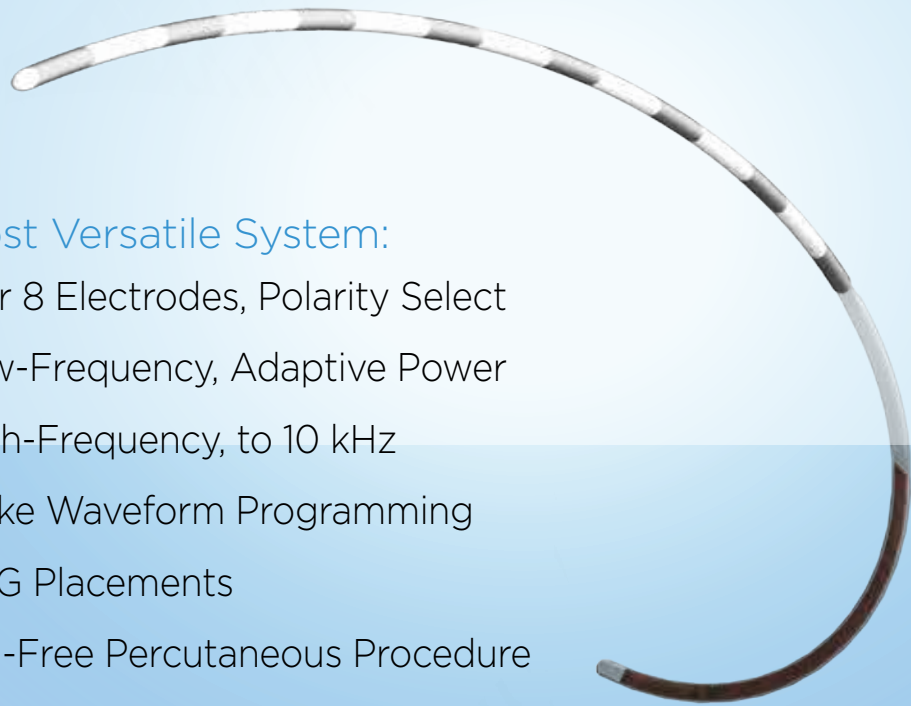 st Versatile System:
r 8 Electrodes, Polarity Select
w-Frequency, Adaptive Power
h-Frequency, to 10 kHz
ke Waveform Programming
G Placements
-Free Percutaneous Procedure